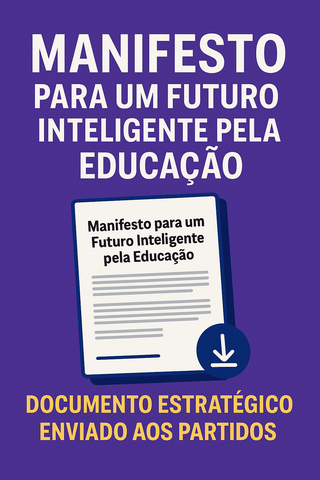 MANIFESTO
PARA UM FUTURO
INTELIGENTE PELA
EDUCAÇÃO
Manifesto para um
Futuro Inteligente
pela Educação
DOCUMENTO ESTRATÉGICO
ENVIADO AOS PARTIDOS